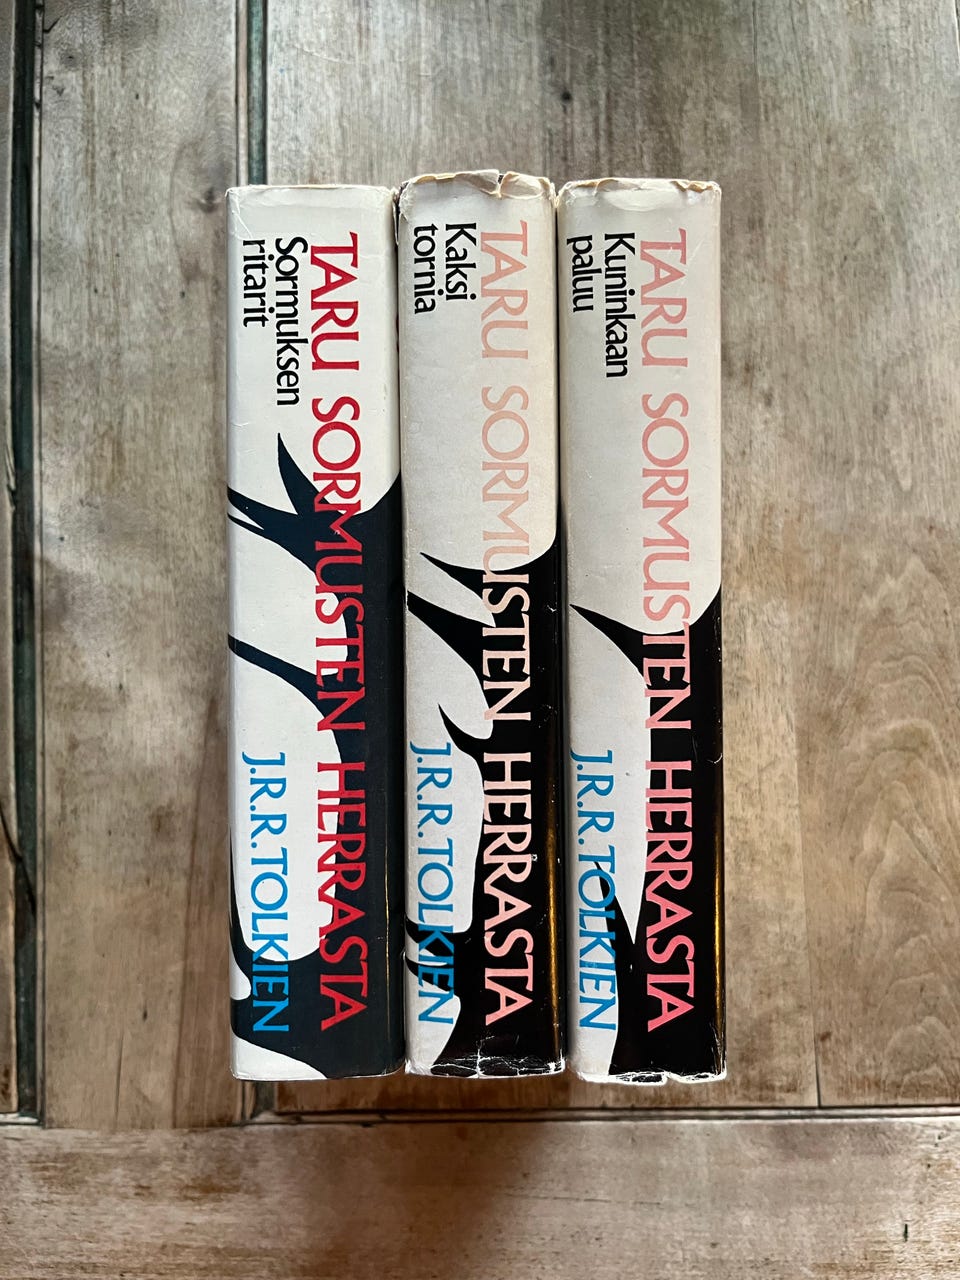 TARU SORMUSTEN HERRASTA
Sormuksen
ritarit
J.R.R. TOLKIEN
TARU SORMUSTEN HERRASTA
Kaksi
tornia
J.R.R. TOLKIEN
TARU SORMUSTEN HERRASTA
Kuninkaan
paluu
J.R.R. TOLKIEN